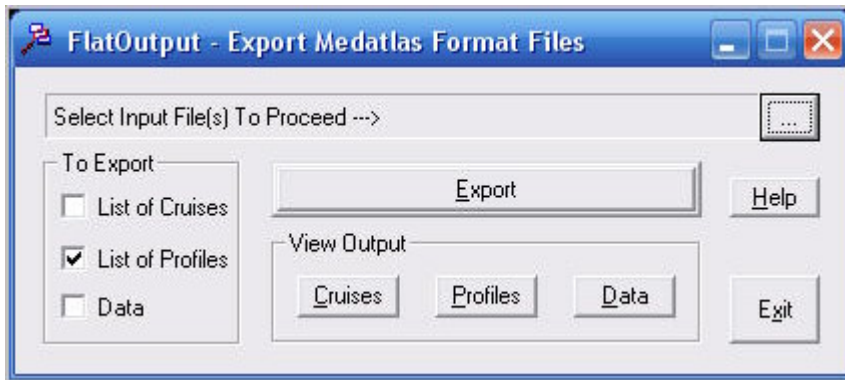 FlatOutput - Export Medatlas Format Files
Select Input File(s) To Proceed --->
...
To Export
List of Cruises
List of Profiles
Data
Export
Help
View Output
Cruises
Profiles
Data
Exit